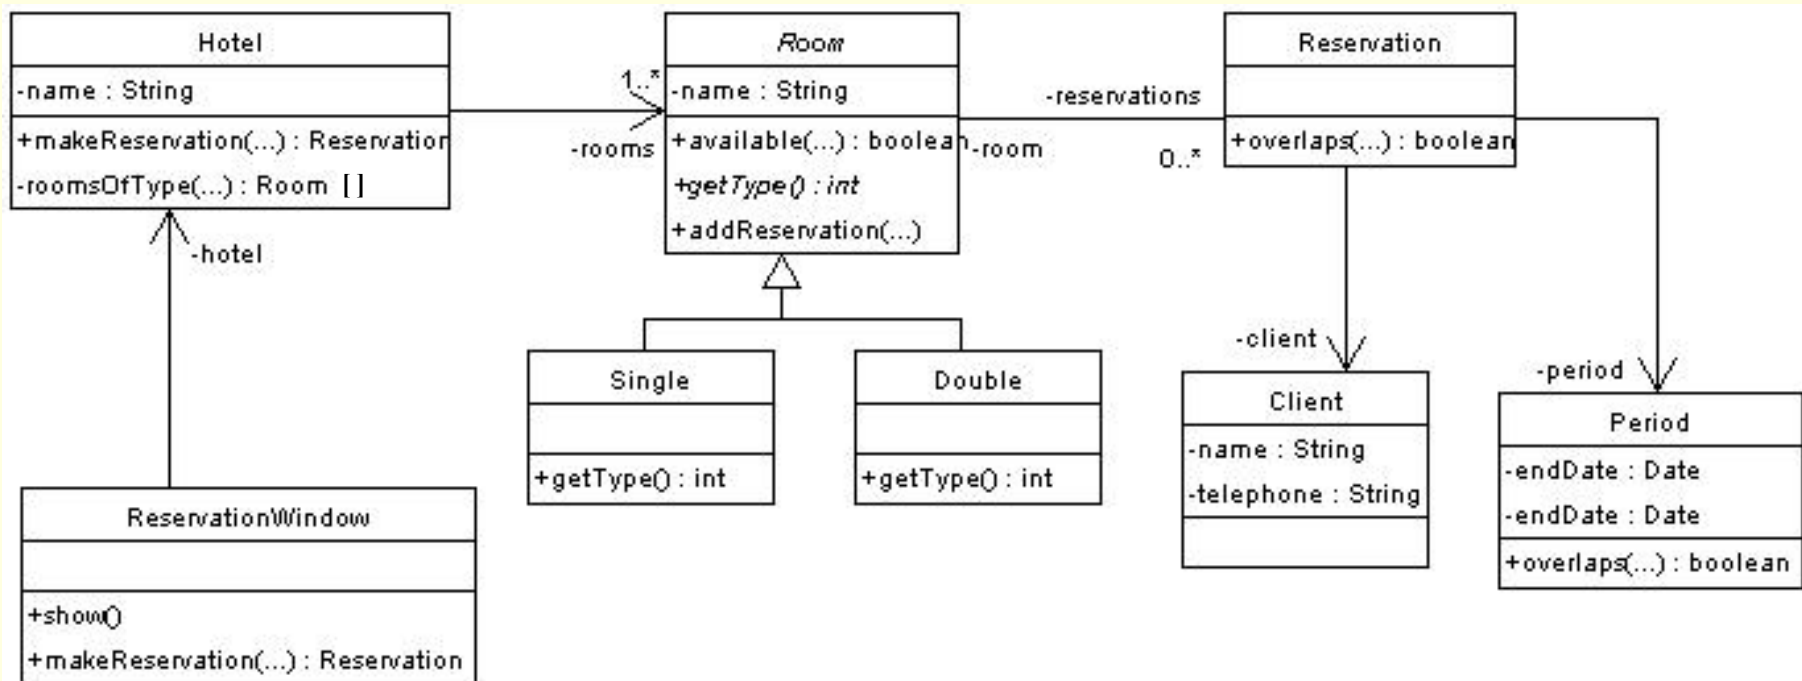 Hotel
-name : String
+makeReservation(...) : Reservation
-roomsOfType(...) : Room []
1..*
-rooms
Room
-name : String
+available(...) : boolean
+getType() : int
+addReservation(...)
-room
-reservations
0..*
Reservation
+overlaps(...) : boolean
-hotel
Single
+getType() : int
Double
+getType() : int
-client
Client
-name : String
-telephone : String
-period
Period
-endDate : Date
-endDate : Date
+overlaps(...) : boolean
ReservationWindow
+show()
+makeReservation(...) : Reservation